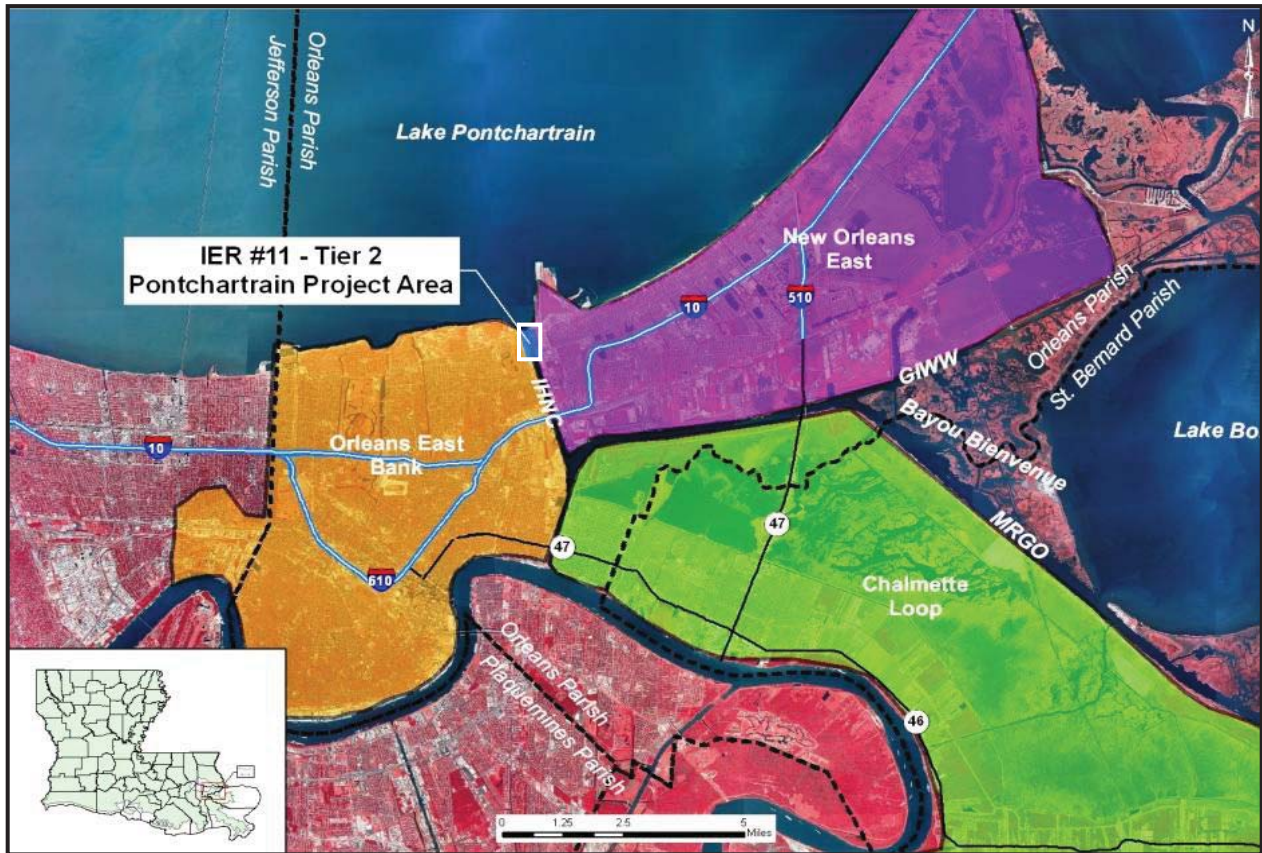 N
Orleans Parish
Jefferson Parish
Lake Pontchartrain
IER #11 - Tier 2
Pontchartrain Project Area
New Orleans
East
10
510
IHNC
GIWW
Orleans Parish
St. Bernard Parish
Bayou Bienvenue
Lake Bo
MRGO
10
Orleans East
Bank
610
47
47
Chalmette
Loop
Orleans Parish
Plaquemines Parish
46
0 1.25 2.5 5
Miles